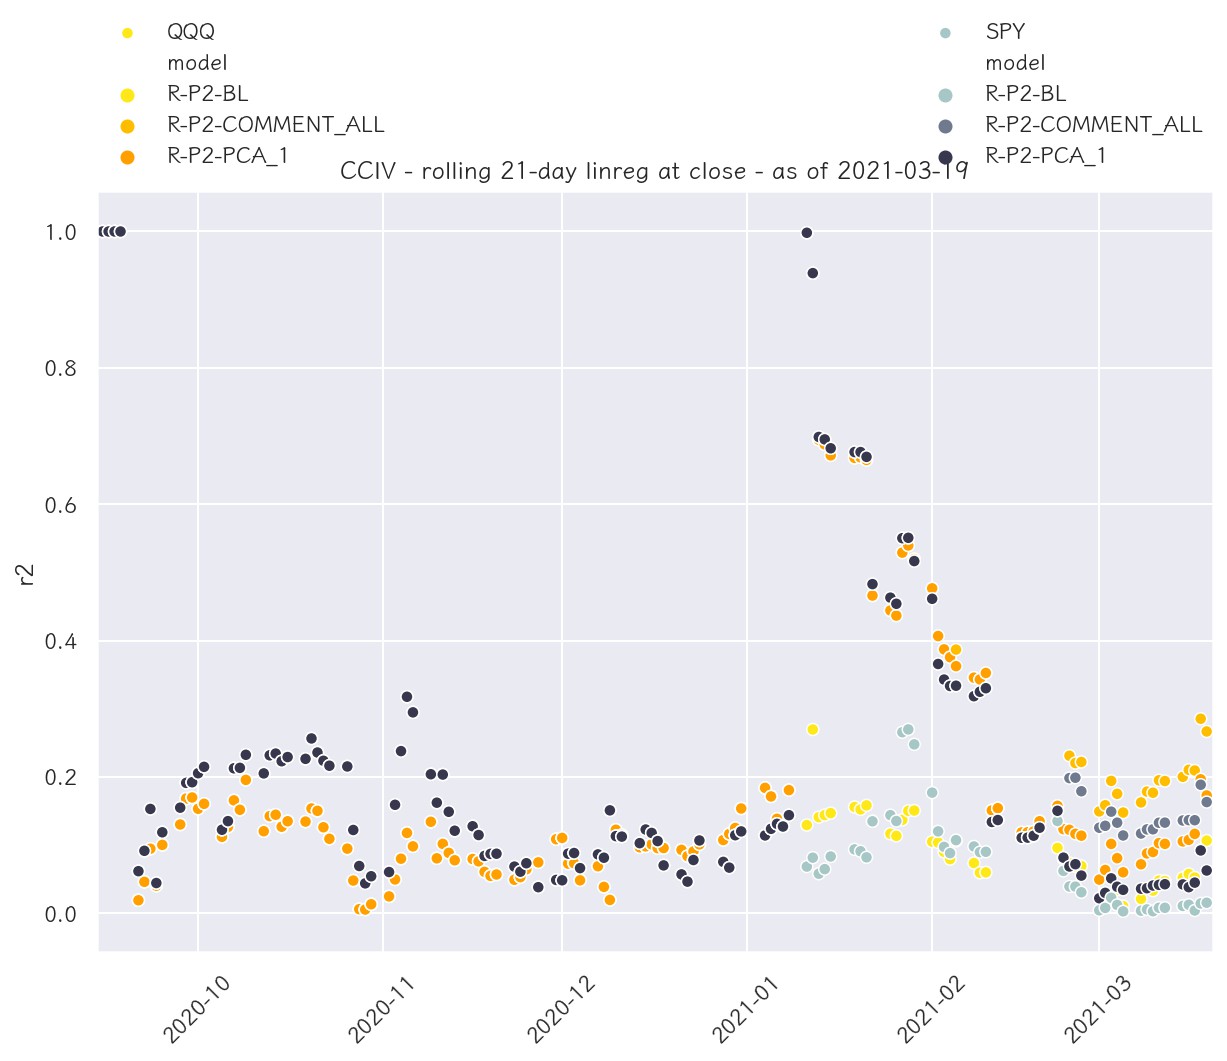 QQQ
model
R-P2-BL
R-P2-COMMENT_ALL
R-P2-PCA_1
SPY
model
R-P2-BL
R-P2-COMMENT_ALL
R-P2-PCA_1
CCIV - rolling 21-day linreg at close - as of 2021-03-19
r2
1.0
0.8
0.6
0.4
0.2
0.0
2020-10
2020-11
2020-12
2021-01
2021-02
2021-03